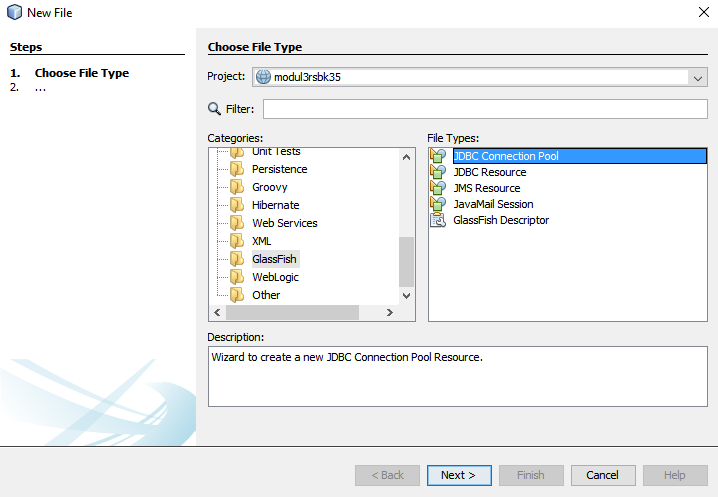 New File
Steps
1. Choose File Type
2. ...
Choose File Type
Project: modul3rsbk35
Filter:
Categories:
Unit Tests
Persistence
Groovy
Hibernate
Web Services
XML
GlassFish
WebLogic
Other
File Types:
JDBC Connection Pool
JDBC Resource
JMS Resource
JavaMail Session
GlassFish Descriptor
Description:
Wizard to create a new JDBC Connection Pool Resource.
< Back
Next >
Finish
Cancel
Help